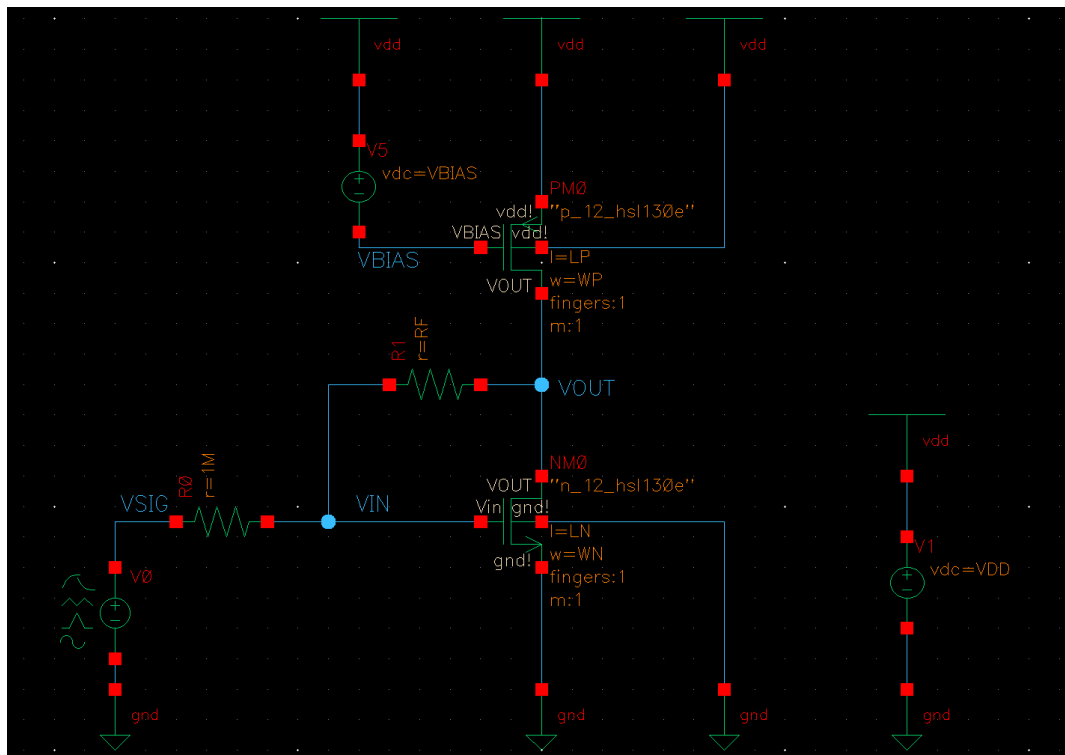 vdd
vdd
vdd
V5
vdc=VBIAS
PM0
"p_12_hsl130e"
vdd!
VBIAS
vdd!
VBIAS
l=LP
w=WP
VOUT
fingers:1
m:1
R1
r=RF
VOUT
vdd
NM0
"n_12_hsl130e"
VOUT
R0
r=1M
VSIG
VIN
Vin
gnd!
l=LN
w=WN
gnd!
fingers:1
m:1
V1
vdc=VDD
V0
gnd
gnd
gnd
gnd